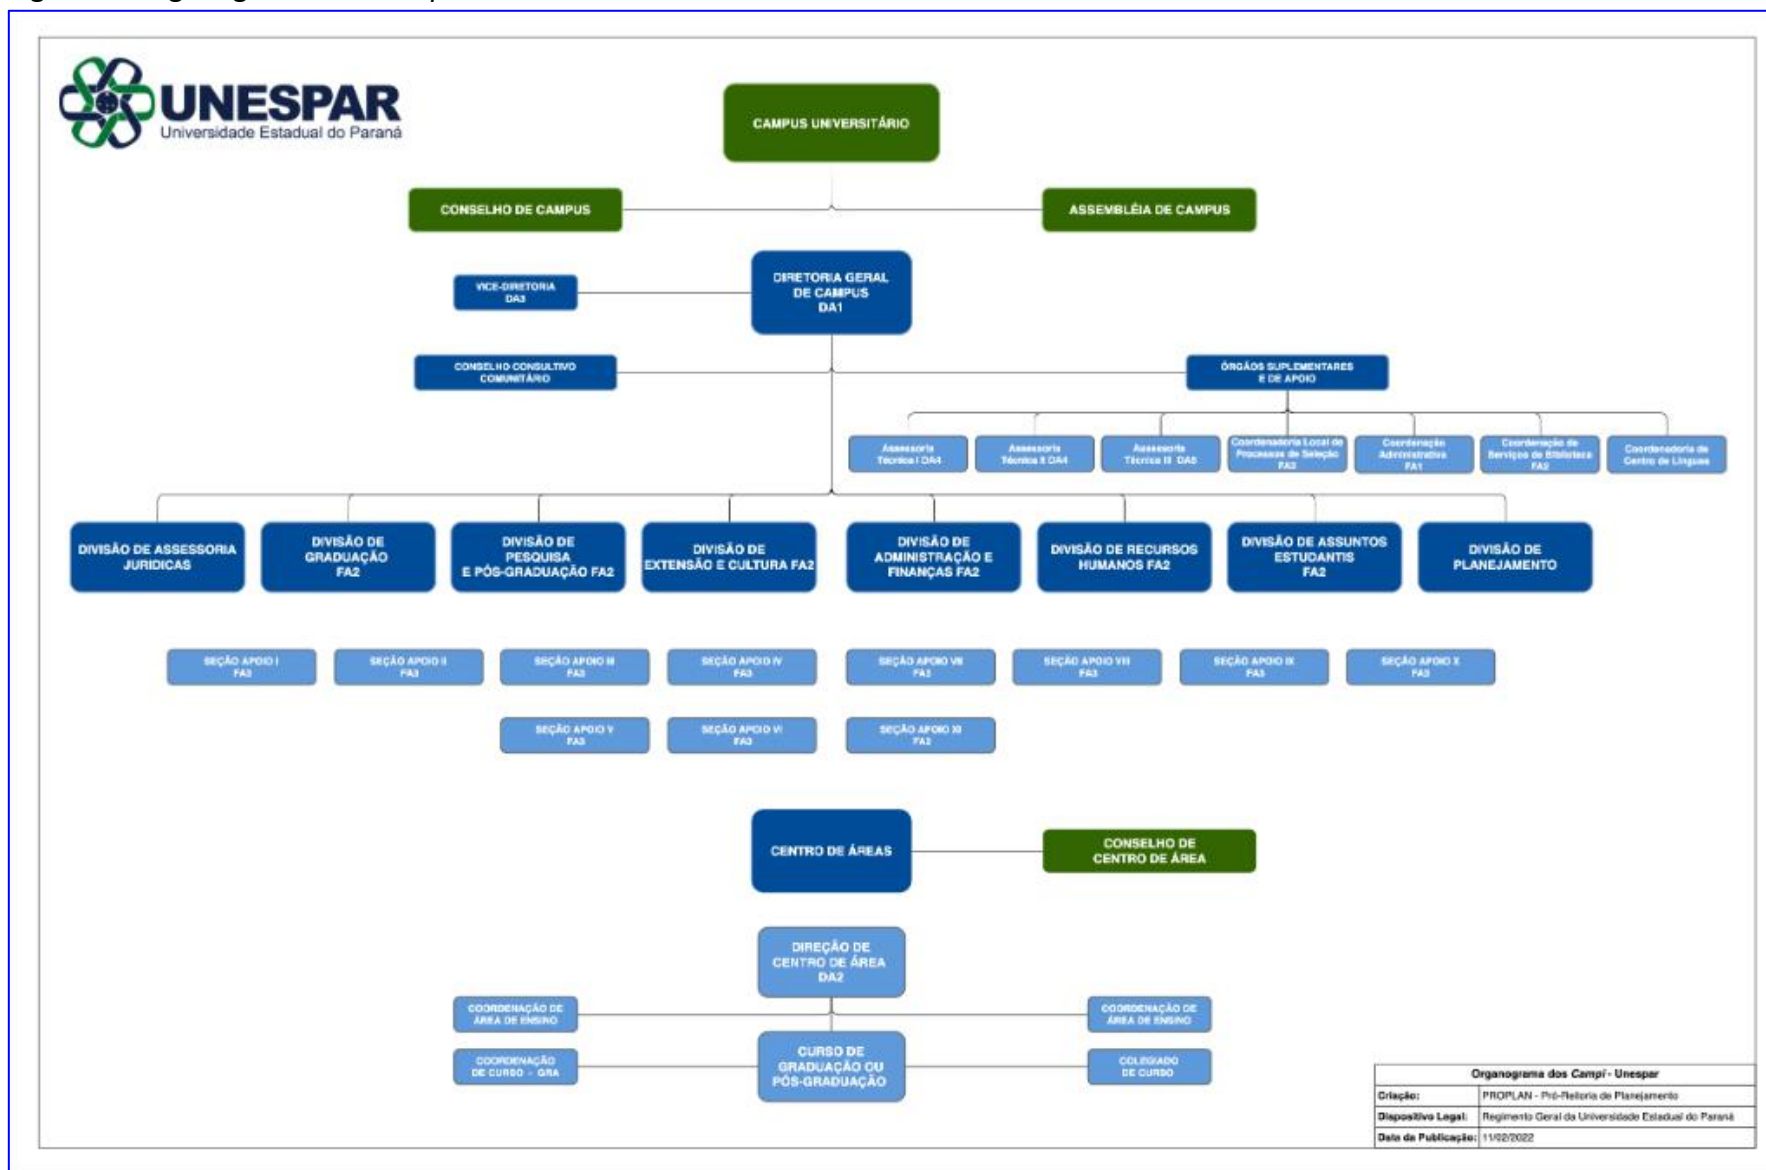 UNESPAR
Universidade Estadual do Paraná
CAMPUS UNIVERSITÁRIO
CONSELHO DE CAMPUS
ASSEMBLÉIA DE CAMPUS
DIRETORIA GERAL
DE CAMPUS
DA1
VICE-DIRETORIA
DA3
CONSELHO CONSULTIVO
COMUNITÁRIO
ÓRGÃOS SUPLEMENTARES
E DE APOIO
Assessoria
Técnica I DA4
Assessoria
Técnica II DA4
Assessoria
Técnica III DA5
Coordenadoria Local de
Processos de Seleção
FA3
Coordenação
Administrativa
FA1
Coordenação de
Serviços de Biblioteca
FA2
Coordenadoria de
Centro de Línguas
DIVISÃO DE ASSESSORIA
JURIDICAS
DIVISÃO DE
GRADUAÇÃO
FA2
DIVISÃO DE
PESQUISA
E PÓS-GRADUAÇÃO FA2
DIVISÃO DE
EXTENSÃO E CULTURA FA2
DIVISÃO DE
ADMINISTRAÇÃO E
FINANÇAS FA2
DIVISÃO DE RECURSOS
HUMANOS FA2
DIVISÃO DE ASSUNTOS
ESTUDANTIS
FA2
DIVISÃO DE
PLANEJAMENTO
SEÇÃO APOIO I
FA3
SEÇÃO APOIO II
FA3
SEÇÃO APOIO III
FA3
SEÇÃO APOIO IV
FA3
SEÇÃO APOIO VII
FA3
SEÇÃO APOIO VIII
FA3
SEÇÃO APOIO IX
FA3
SEÇÃO APOIO X
FA3
SEÇÃO APOIO V
FA3
SEÇÃO APOIO VI
FA3
SEÇÃO APOIO XI
CENTRO DE ÁREAS
CONSELHO DE
CENTRO DE ÁREA
DIREÇÃO DE
CENTRO DE ÁREA
DA2
COORDENAÇÃO DE
ÁREA DE ENSINO
COORDENAÇÃO DE
ÁREA DE ENSINO
COORDENAÇÃO
DE CURSO - GRA
CURSO DE
GRADUAÇÃO OU
PÓS-GRADUAÇÃO
COLEGIADO
DE CURSO
Organograma dos Campi - Unespar
Criação: PROPLAN - Pró-Reitoria de Planejamento
Dispositivo Legal: Regimento Geral da Universidade Estadual do Paraná
Data da Publicação: 11/02/2022